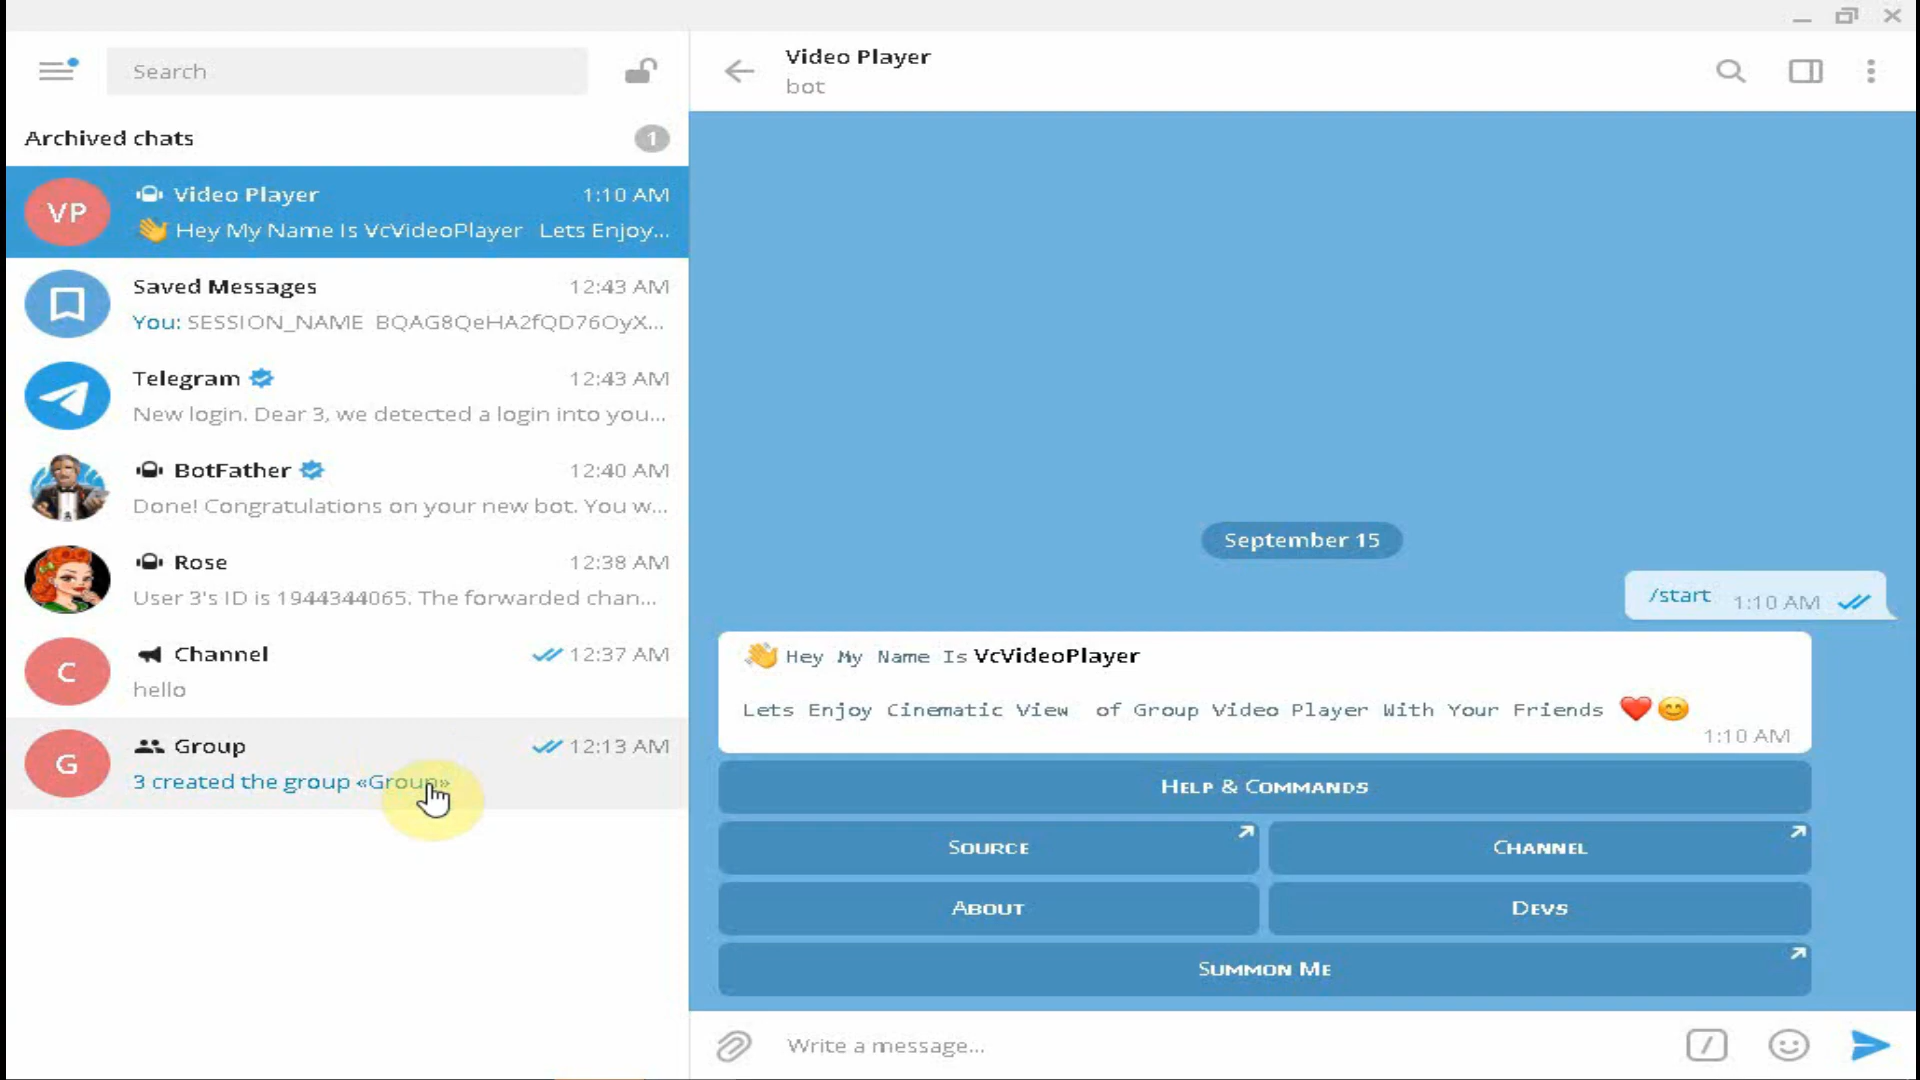 Search
Archived chats
1
VP
Video Player
1:10 AM
👋 Hey My Name Is VcVideoPlayer Lets Enjoy...
Saved Messages
12:43 AM
You: SESSION_NAME BQAG8QeHA2fQD76OyX...
Telegram
12:43 AM
New login. Dear 3, we detected a login into you...
BotFather
12:40 AM
Done! Congratulations on your new bot. You w...
Rose
12:38 AM
User 3's ID is 1944344065. The forwarded chan...
C
Channel
12:37 AM
hello
G
Group
12:13 AM
3 created the group «Group»
Video Player
bot
September 15
/start 1:10 AM
👋 Hey My Name Is VcVideoPlayer
Lets Enjoy Cinematic View of Group Video Player With Your Friends ❤️😊
1:10 AM
HELP & COMMANDS
SOURCE
CHANNEL
ABOUT
DEVS
SUMMON ME
Write a message...